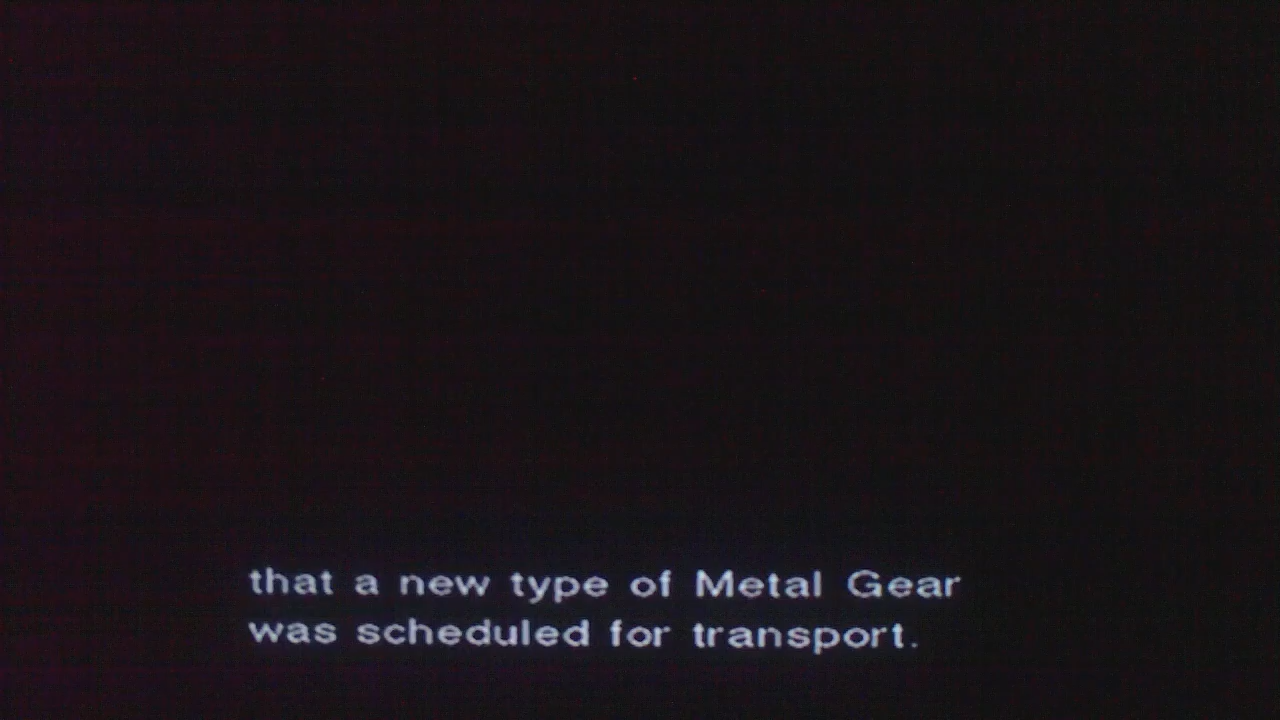 that a new type of Metal Gear
was scheduled for transport.